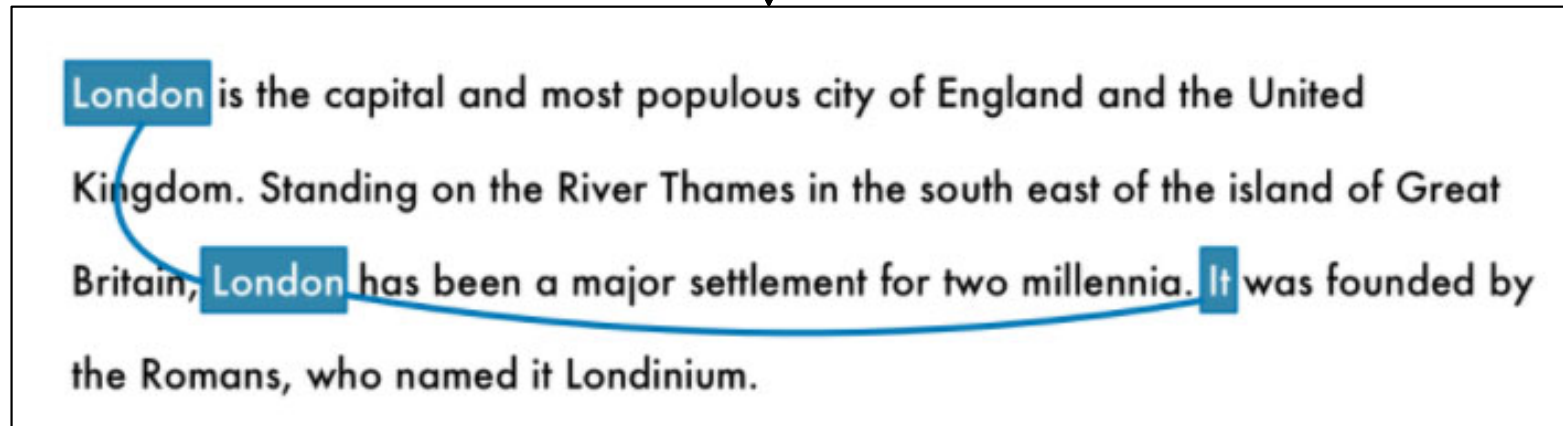 London is the capital and most populous city of England and the United
Kingdom. Standing on the River Thames in the south east of the island of Great
Britain, London has been a major settlement for two millennia. It was founded by
the Romans, who named it Londinium.